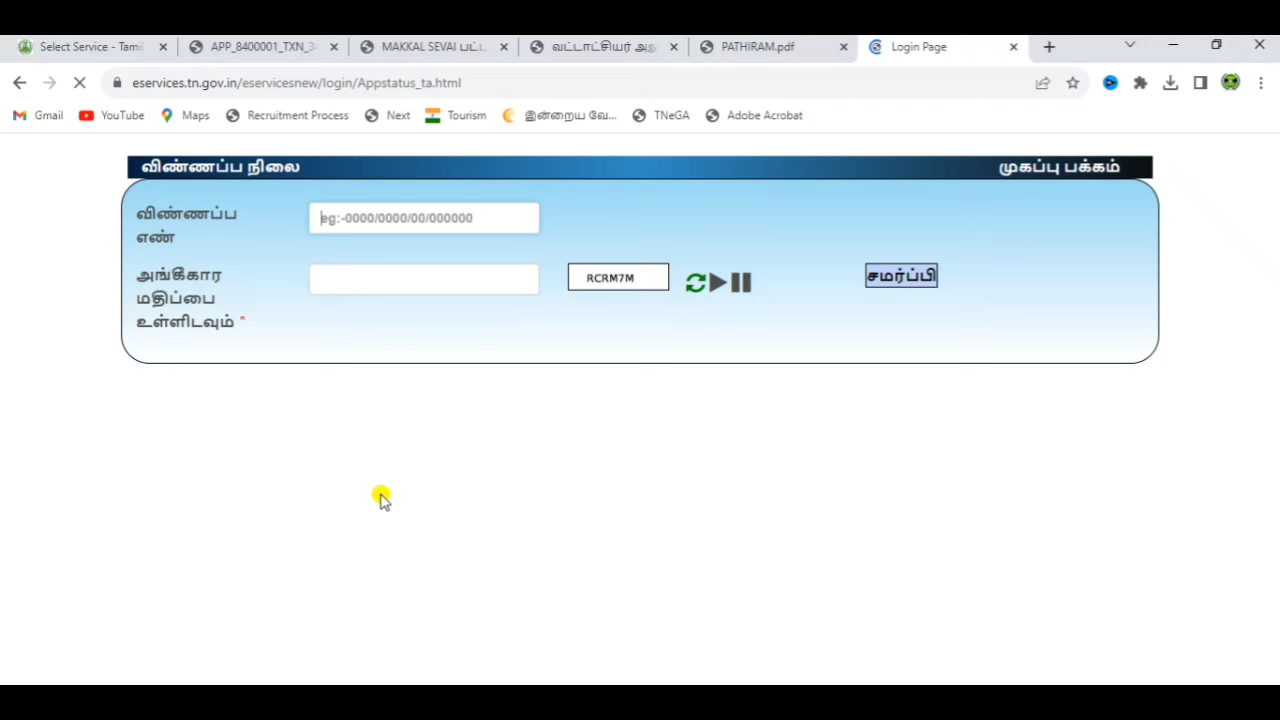 Select Service - Tamil
APP_8400001_TXN_3
MAKKAL SEVAI பட்ட
வட்டாட்சியர் அலு
PATHIRAM.pdf
Login Page
eservices.tn.gov.in/eservicesnew/login/Appstatus_ta.html
Gmail
YouTube
Maps
Recruitment Process
Next
Tourism
இன்றைய வே...
TNeGA
Adobe Acrobat
விண்ணப்ப நிலை
முகப்பு பக்கம்
விண்ணப்ப
எண்
eg:-0000/0000/00/000000
அங்கீகார
மதிப்பை
உள்ளிடவும் *
RCRM7M
சமர்ப்பி